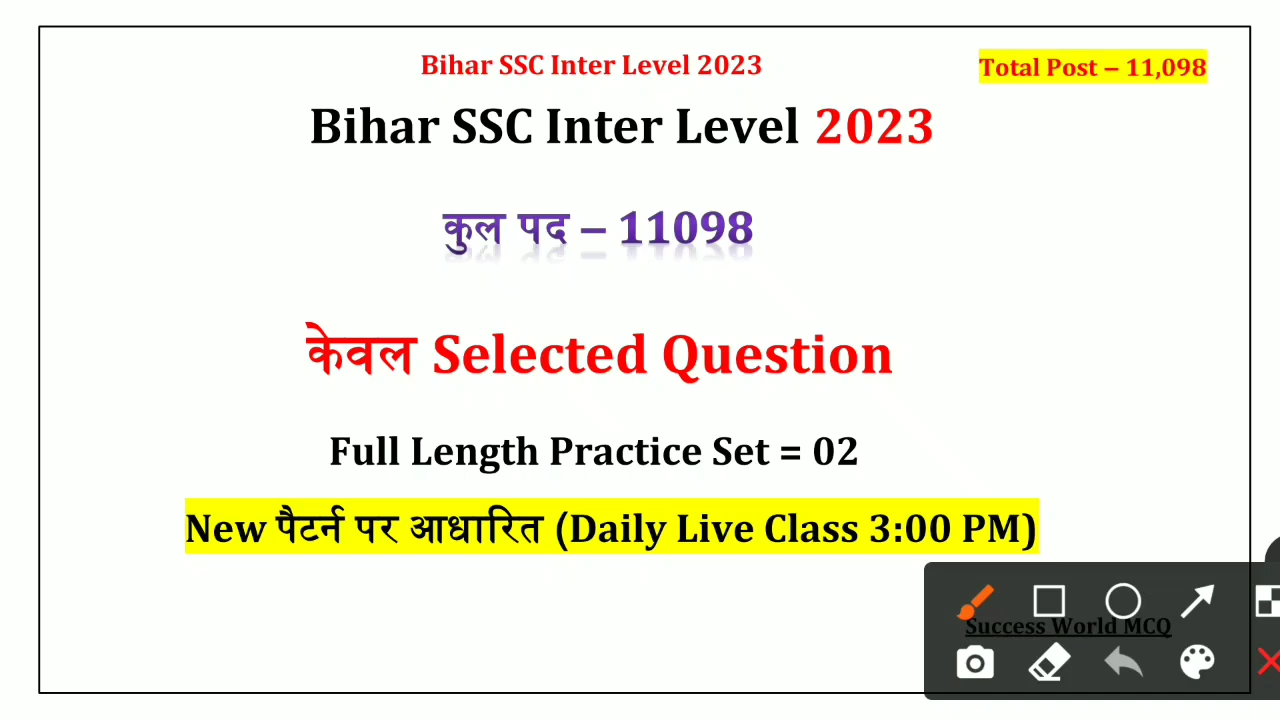 Bihar SSC Inter Level 2023
Total Post – 11,098
Bihar SSC Inter Level 2023
कुल पद – 11098
केवल Selected Question
Full Length Practice Set = 02
New पैटर्न पर आधारित (Daily Live Class 3:00 PM)
Success World MCQ